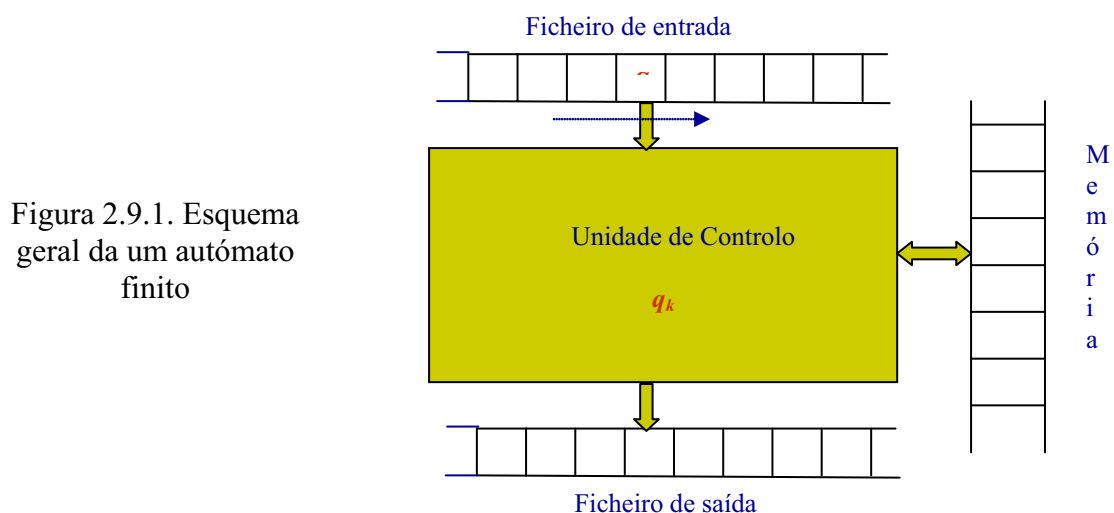 Ficheiro de entrada
Figura 2.9.1. Esquema
geral da um autómato
finito
Unidade de Controlo
qk
Memória
Ficheiro de saída